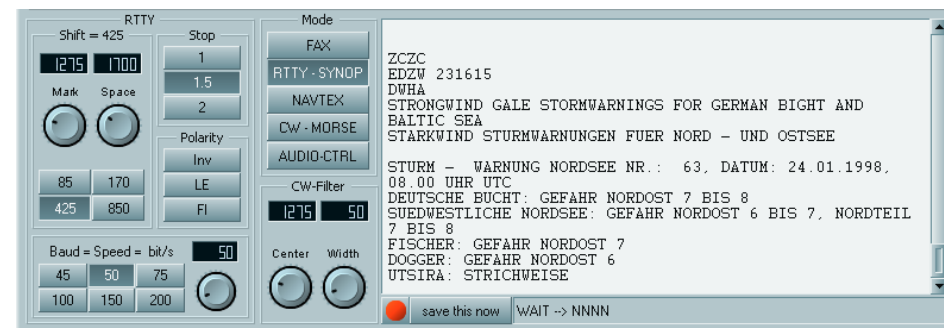 RTTY
Shift = 425
1275 1700
Mark Space
85 170
425 850
Stop
1
1.5
2
Polarity
Inv
LE
FI
Baud = Speed = bit/s 50
45 50 75
100 150 200
Mode
FAX
RTTY - SYNOP
NAVTEX
CW - MORSE
AUDIO-CTRL
CW-Filter
1275 50
Center Width
ZCZC
EDZW 231615
DWHA
STRONGWIND GALE STORMWARNINGS FOR GERMAN BIGHT AND
BALTIC SEA
STARKWIND STURMWARNUNGEN FUER NORD - UND OSTSEE
STURM - WARNUNG NORDSEE NR.: 63, DATUM: 24.01.1998,
08.00 UHR UTC
DEUTSCHE BUCHT: GEFAHR NORDOST 7 BIS 8
SUEDWESTLICHE NORDSEE: GEFAHR NORDOST 6 BIS 7, NORDTEIL
7 BIS 8
FISCHER: GEFAHR NORDOST 7
DOGGER: GEFAHR NORDOST 6
UTSIRA: STRICHWEISE
save this now WAIT --> NNNN